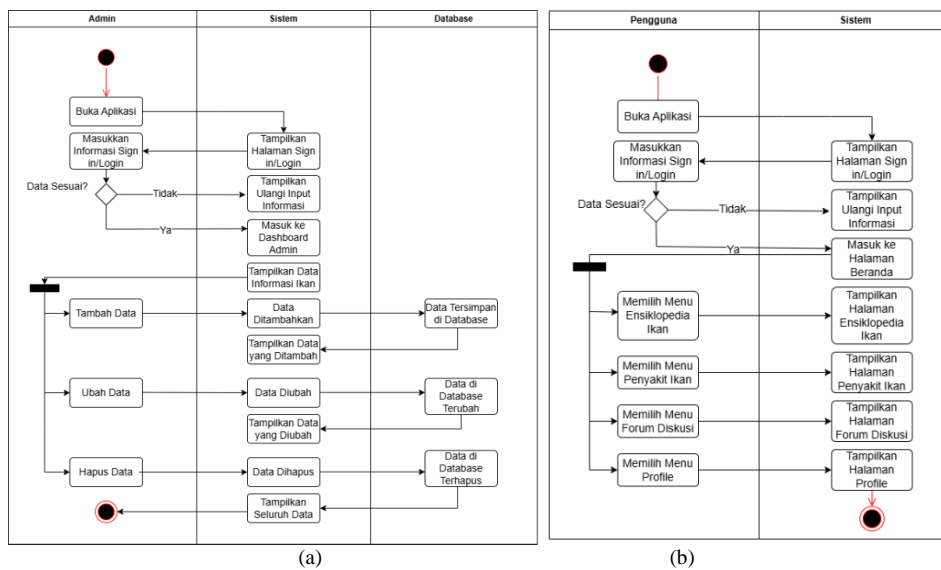 Admin
Sistem
Database
Buka Aplikasi
Masukkan
Informasi Sign
in/Login
Tampilkan
Halaman Sign
in/Login
Data Sesuai?
Tidak
Tampilkan
Ulangi Input
Informasi
Ya
Masuk ke
Dashboard
Admin
Tampilkan Data
Informasi Ikan
Tambah Data
Data
Ditambahkan
Data Tersimpan
di Database
Tampilkan Data
yang Ditambah
Ubah Data
Data Diubah
Data di
Database
Terubah
Tampilkan Data
yang Diubah
Hapus Data
Data Dihapus
Data di
Database
Terhapus
Tampilkan
Seluruh Data
(a)
Pengguna
Sistem
Buka Aplikasi
Masukkan
Informasi Sign
in/Login
Tampilkan
Halaman Sign
in/Login
Data Sesuai?
Tidak
Tampilkan
Ulangi Input
Informasi
Ya
Masuk ke
Halaman
Beranda
Memilih Menu
Ensiklopedia
Ikan
Tampilkan
Halaman
Ensiklopedia
Ikan
Memilih Menu
Penyakit Ikan
Tampilkan
Halaman
Penyakit Ikan
Memilih Menu
Forum Diskusi
Tampilkan
Halaman
Forum Diskusi
Memilih Menu
Profile
Tampilkan
Halaman
Profile
(b)